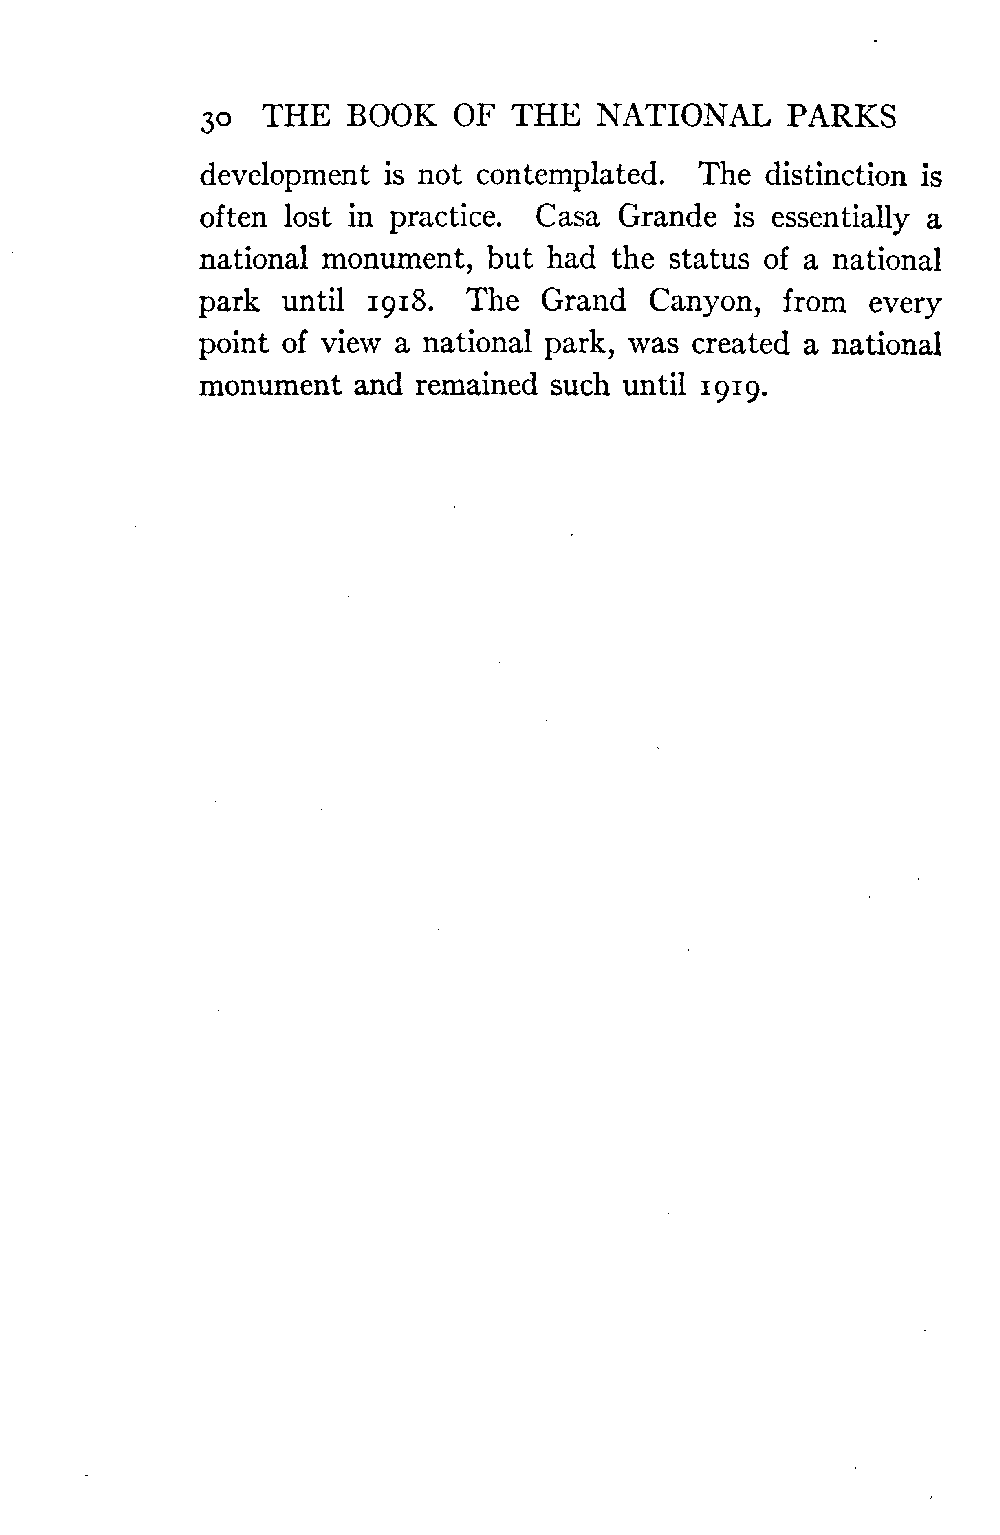 30 THE BOOK OF THE NATIONAL PARKS
development is not contemplated. The distinction is
often lost in practice. Casa Grande is essentially a
national monument, but had the status of a national
park until 1918. The Grand Canyon, from every
point of view a national park, was created a national
monument and remained such until 1919.